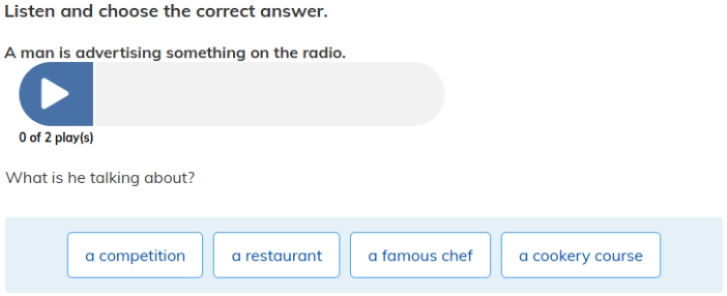 Listen and choose the correct answer.
A man is advertising something on the radio.
0 of 2 play(s)
What is he talking about?
a competition
a restaurant
a famous chef
a cookery course